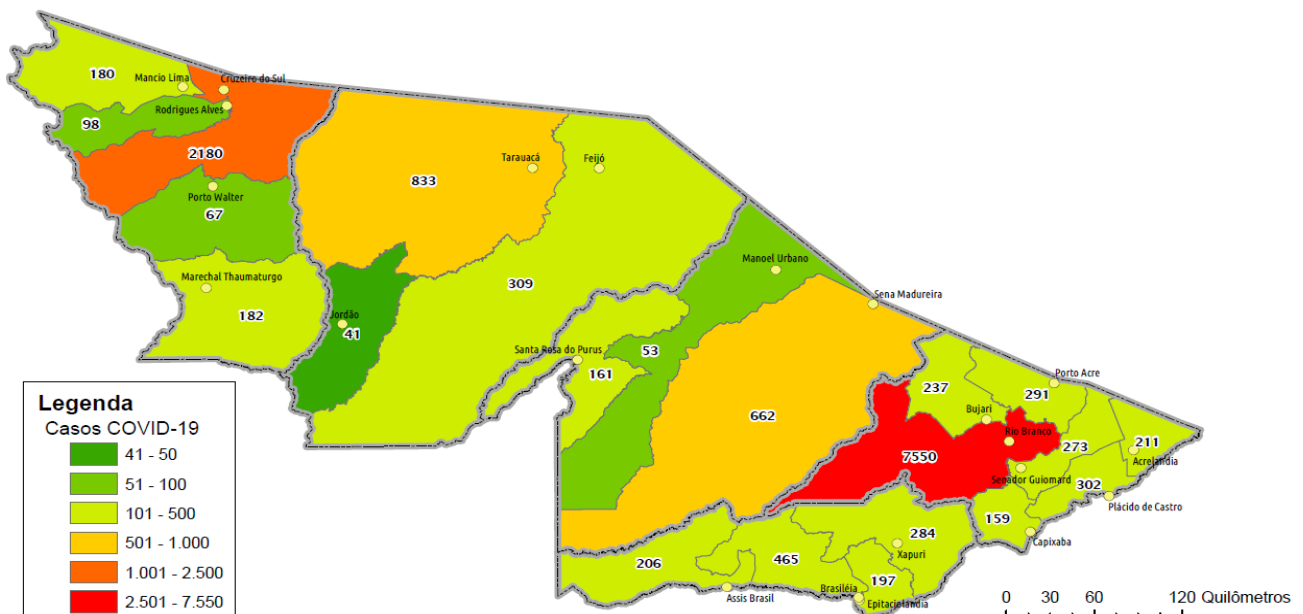 180
Mancio Lima
Cruzeiro do Sul
Rodrigues Alves
98
2180
Tarauacá
Feijó
833
Porto Walter
67
Manoel Urbano
Marechal Thaumaturgo
309
Sena Madureira
182
Jordão
41
Santa Rosa do Purus
53
161
Porto Acre
237
291
662
Bujari
Rio Branco
211
273
7550
Acrelandia
Senador Guiomard
302
Plácido de Castro
159
284
Capixaba
Xapuri
206
465
197
Assis Brasil
Brasiléia
Epitaciolandia
Legenda
Casos COVID-19
41 - 50
51 - 100
101 - 500
501 - 1.000
1.001 - 2.500
2.501 - 7.550
0 30 60 120 Quilômetros